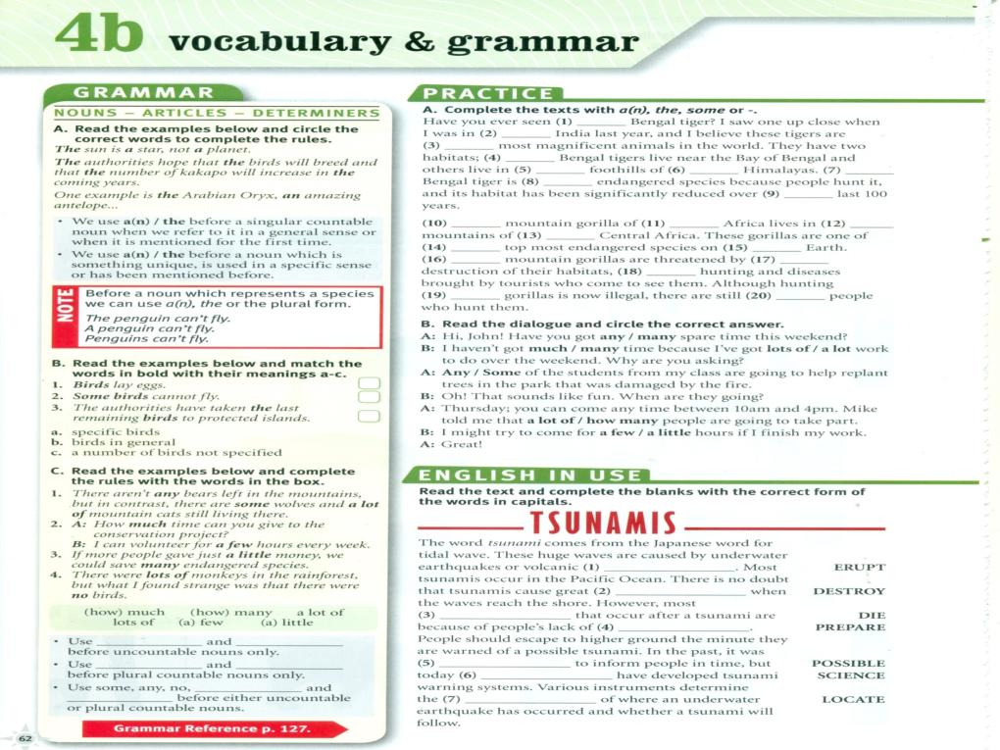 4b vocabulary & grammar
GRAMMAR
NOUNS – ARTICLES – DETERMINERS
A. Read the examples below and circle the
correct words to complete the rules.
The sun is a star, not a planet.
The authorities hope that the birds will breed and
that the number of kakapo will increase in the
coming years.
One example is the Arabian Oryx, an amazing
antelope...
• We use a(n) / the before a singular countable
noun when we refer to it in a general sense or
when it is mentioned for the first time.
• We use a(n) / the before a noun which is
something unique, is used in a specific sense
or has been mentioned before.
NOTE
Before a noun which represents a species
we can use a(n), the or the plural form.
The penguin can't fly.
A penguin can't fly.
Penguins can't fly.
B. Read the examples below and match the
words in bold with their meanings a-c.
1. Birds lay eggs.
2. Some birds cannot fly.
3. The authorities have taken the last
remaining birds to protected islands.
a. specific birds
b. birds in general
c. a number of birds not specified
C. Read the examples below and complete
the rules with the words in the box.
1. There aren't any bears left in the mountains,
but in contrast, there are some wolves and a lot
of mountain cats still living there.
2. A: How much time can you give to the
conservation project?
B: I can volunteer for a few hours every week.
3. If more people gave just a little money, we
could save many endangered species.
4. There were lots of monkeys in the rainforest,
but what I found strange was that there were
no birds.
(how) much (how) many a lot of
lots of (a) few (a) little
• Use ____________ and ____________
before uncountable nouns only.
• Use ____________ and ____________
before plural countable nouns only.
• Use some, any, no, ____________ and
____________ before either uncountable
or plural countable nouns.
Grammar Reference p. 127.
62
PRACTICE
A. Complete the texts with a(n), the, some or -.
Have you ever seen (1) _______ Bengal tiger? I saw one up close when
I was in (2) _______ India last year, and I believe these tigers are
(3) _______ most magnificent animals in the world. They have two
habitats; (4) _______ Bengal tigers live near the Bay of Bengal and
others live in (5) _______ foothills of (6) _______ Himalayas. (7) _______
Bengal tiger is (8) _______ endangered species because people hunt it,
and its habitat has been significantly reduced over (9) _______ last 100
years.
(10) _______ mountain gorilla of (11) _______ Africa lives in (12) _______
mountains of (13) _______ Central Africa. These gorillas are one of
(14) _______ top most endangered species on (15) _______ Earth.
(16) _______ mountain gorillas are threatened by (17) _______
destruction of their habitats, (18) _______ hunting and diseases
brought by tourists who come to see them. Although hunting
(19) _______ gorillas is now illegal, there are still (20) _______ people
who hunt them.
B. Read the dialogue and circle the correct answer.
A: Hi, John! Have you got any / many spare time this weekend?
B: I haven't got much / many time because I've got lots of / a lot work
to do over the weekend. Why are you asking?
A: Any / Some of the students from my class are going to help replant
trees in the park that was damaged by the fire.
B: Oh! That sounds like fun. When are they going?
A: Thursday; you can come any time between 10am and 4pm. Mike
told me that a lot of / how many people are going to take part.
B: I might try to come for a few / a little hours if I finish my work.
A: Great!
ENGLISH IN USE
Read the text and complete the blanks with the correct form of
the words in capitals.
TSUNAMIS
The word tsunami comes from the Japanese word for
tidal wave. These huge waves are caused by underwater
earthquakes or volcanic (1) ____________. Most ERUPT
tsunamis occur in the Pacific Ocean. There is no doubt
that tsunamis cause great (2) ____________ when DESTROY
the waves reach the shore. However, most
(3) ____________ that occur after a tsunami are DIE
because of people's lack of (4) ____________. PREPARE
People should escape to higher ground the minute they
are warned of a possible tsunami. In the past, it was
(5) ____________ to inform people in time, but POSSIBLE
today (6) ____________ have developed tsunami SCIENCE
warning systems. Various instruments determine
the (7) ____________ of where an underwater LOCATE
earthquake has occurred and whether a tsunami will
follow.